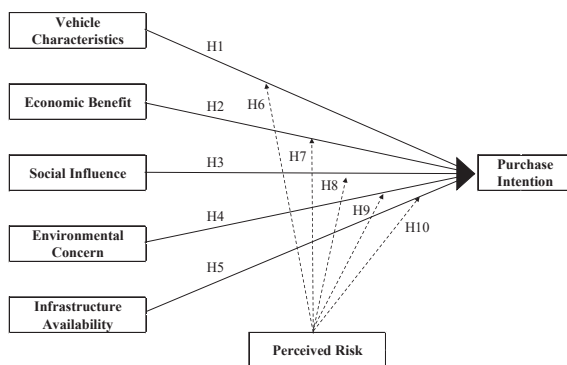 Vehicle
Characteristics
H1
H6
Economic Benefit
H2
H7
Social Influence
H3
H8
Purchase
Intention
Environmental
Concern
H4
H9
H10
Infrastructure
Availability
H5
Perceived Risk